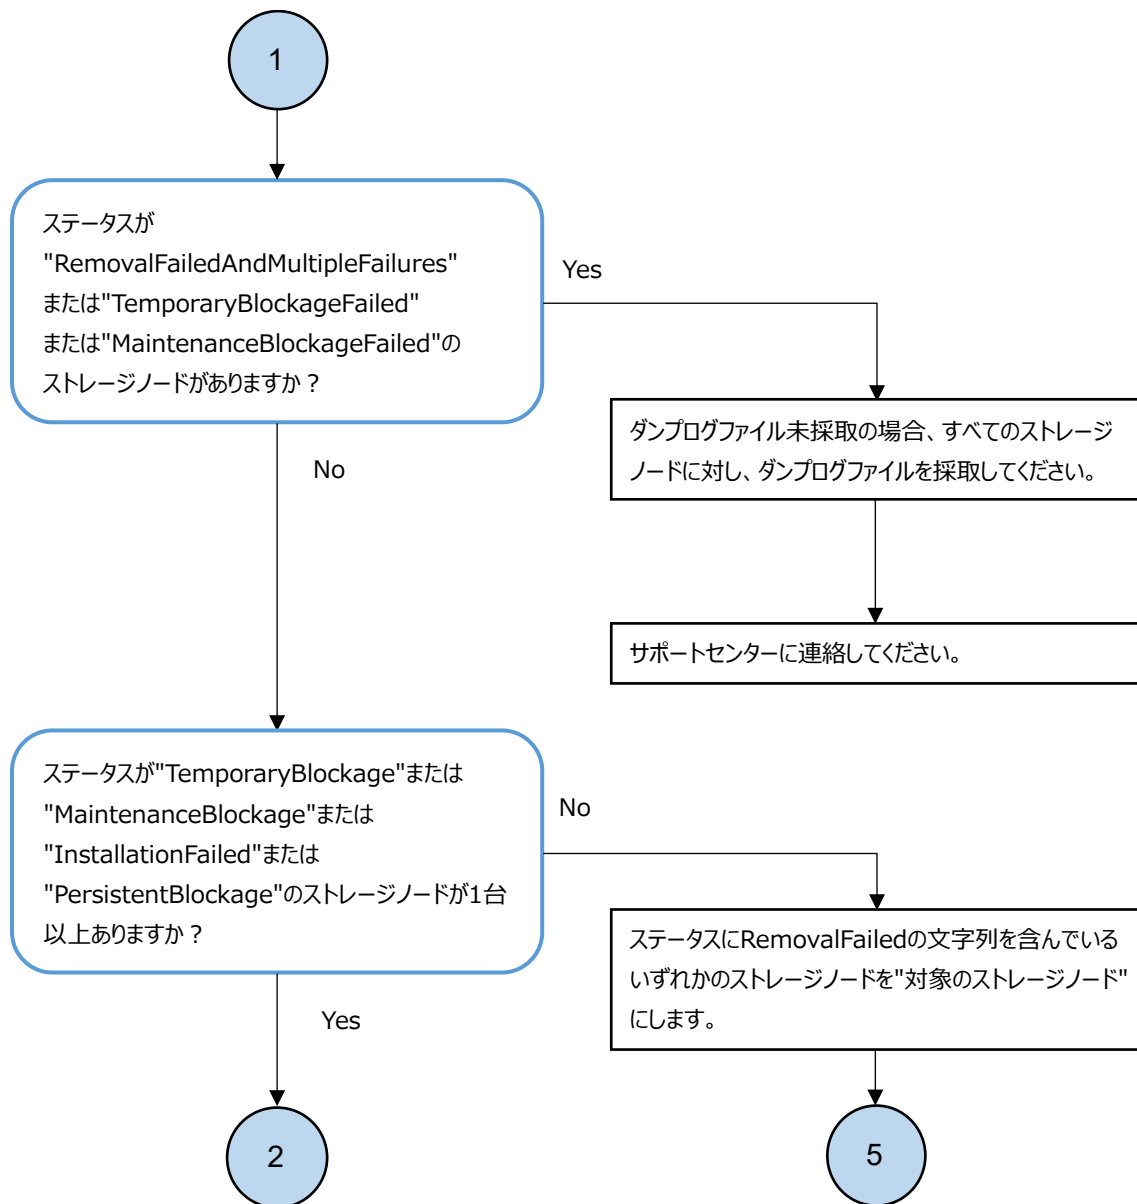 1
ステータスが
"RemovalFailedAndMultipleFailures"
または"TemporaryBlockageFailed"
または"MaintenanceBlockageFailed"の
ストレージノードがありますか？
Yes
ダンプログファイル未採取の場合、すべてのストレージ
ノードに対し、ダンプログファイルを採取してください。
No
サポートセンターに連絡してください。
ステータスが"TemporaryBlockage"または
"MaintenanceBlockage"または
"InstallationFailed"または
"PersistentBlockage"のストレージノードが1台
以上ありますか？
No
ステータスにRemovalFailedの文字列を含んでいる
いずれかのストレージノードを"対象のストレージノード"
にします。
Yes
2
5